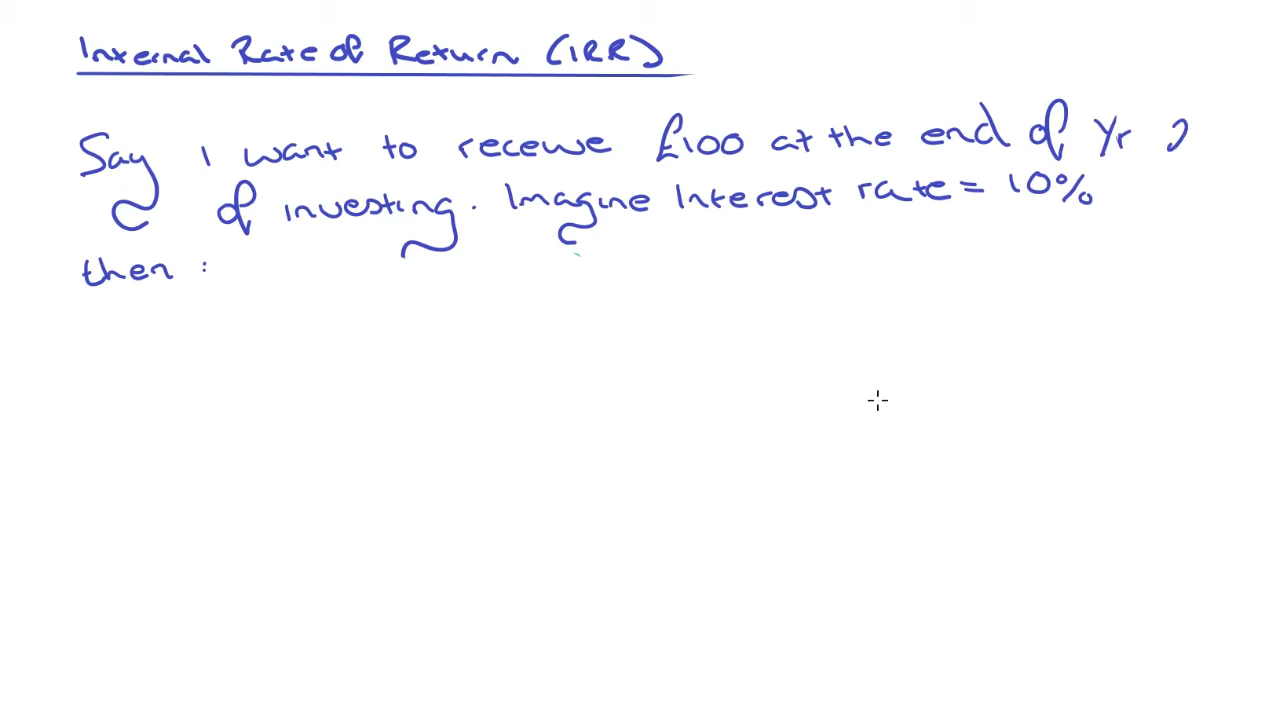 Internal Rate of Return (IRR)
Say I want to receive £100 at the end of Yr
of investing. Imagine Interest rate = 10%
then :